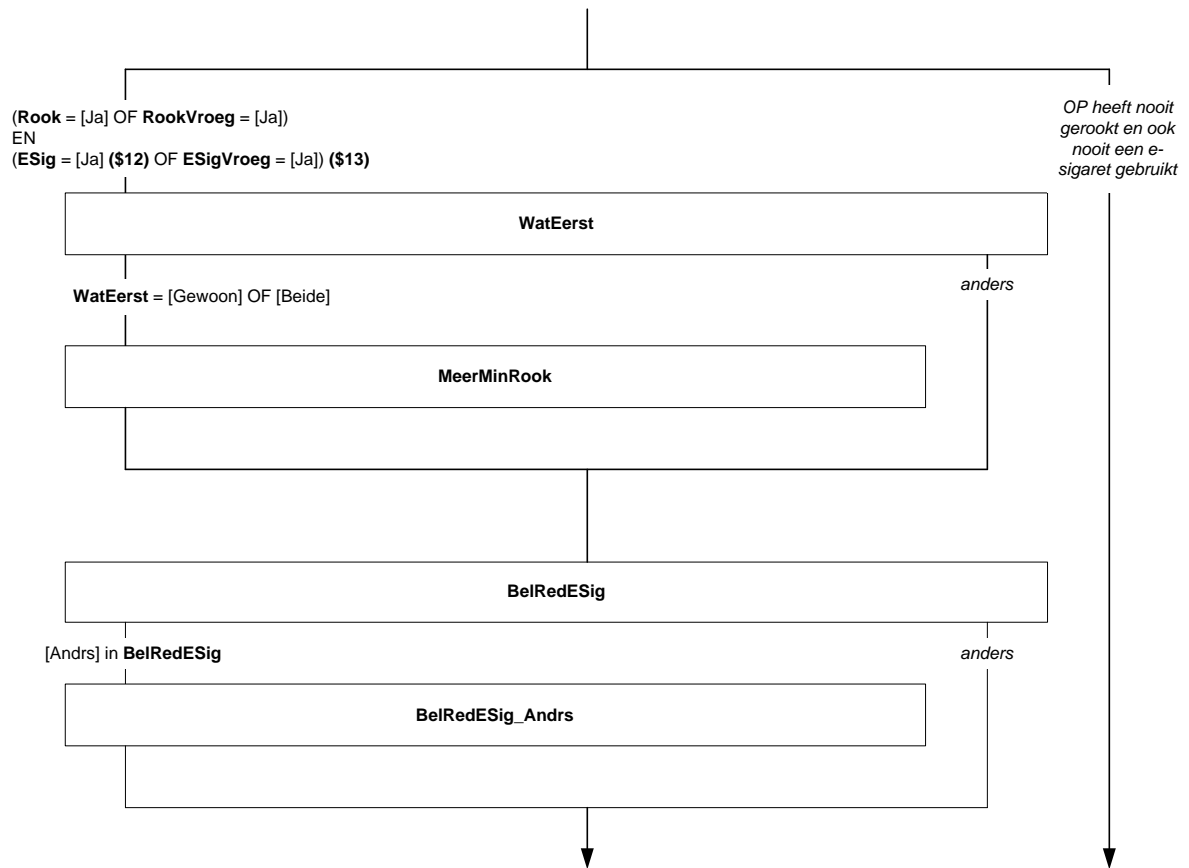 (Rook = [Ja] OF RookVroeg = [Ja])
EN
(ESig = [Ja] ($12) OF ESigVroeg = [Ja]) ($13)
OP heeft nooit
gerookt en ook
nooit een e-
sigaret gebruikt
WatEerst
WatEerst = [Gewoon] OF [Beide]
anders
MeerMinRook
BelRedESig
[Andrs] in BelRedESig
anders
BelRedESig_Andrs